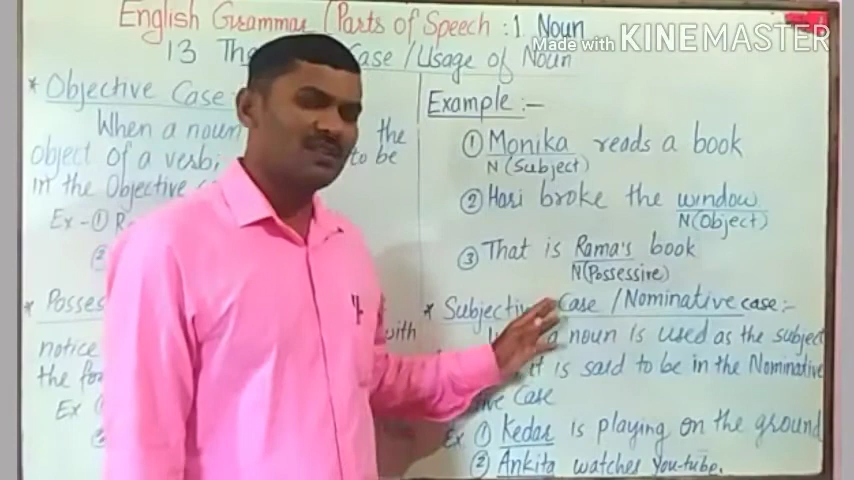 English Grammar / Parts of Speech : 1 Noun
Made with KINEMASTER
13 The Case / Usage of Noun
* Objective Case :
When a noun the
object of a verb, to be
in the Objective
Ex - ①
②
* Posses
notice with
the for
Ex ①
Example :-
① Monika reads a book
N (Subject)
② Hari broke the window
N (Object)
③ That is Rama's book
N (Possessive)
* Subjective Case / Nominative case :-
a noun is used as the subject
it is said to be in the Nominative
Case
Ex ① Kedar is playing on the ground
② Ankita watches you-tube.